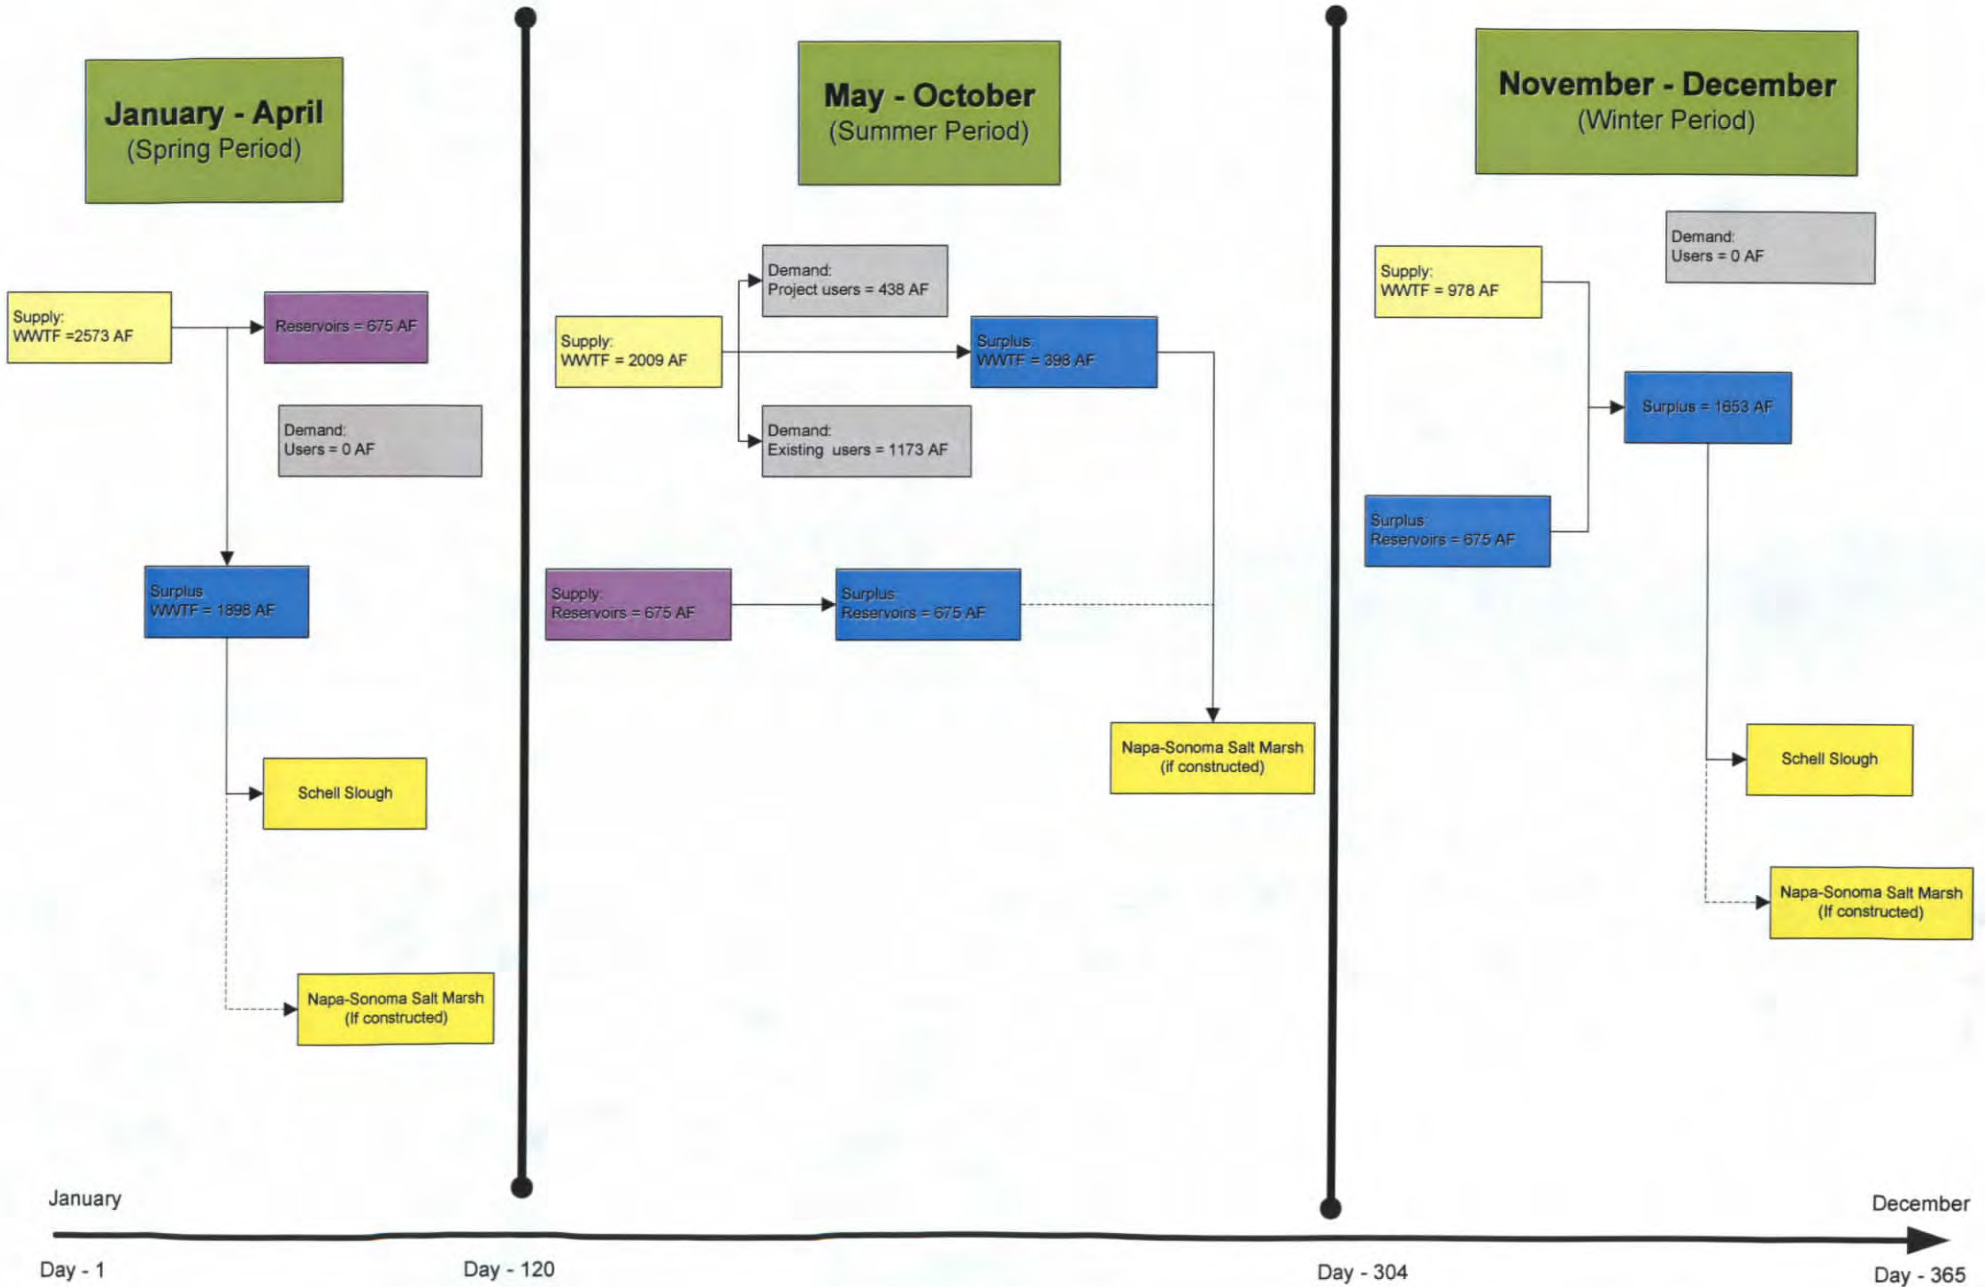 January - April
(Spring Period)
Supply:
WWTF =2573 AF
Reservoirs = 675 AF
Demand:
Users = 0 AF
Surplus
WWTF = 1898 AF
Schell Slough
Napa-Sonoma Salt Marsh
(If constructed)
May - October
(Summer Period)
Demand:
Project users = 438 AF
Supply:
WWTF = 2009 AF
Surplus:
WWTF = 398 AF
Demand:
Existing users = 1173 AF
Supply:
Reservoirs = 675 AF
Surplus:
Reservoirs = 675 AF
Napa-Sonoma Salt Marsh
(if constructed)
November - December
(Winter Period)
Demand:
Users = 0 AF
Supply:
WWTF = 978 AF
Surplus = 1653 AF
Surplus:
Reservoirs = 675 AF
Schell Slough
Napa-Sonoma Salt Marsh
(If constructed)
January
December
Day - 1
Day - 120
Day - 304
Day - 365